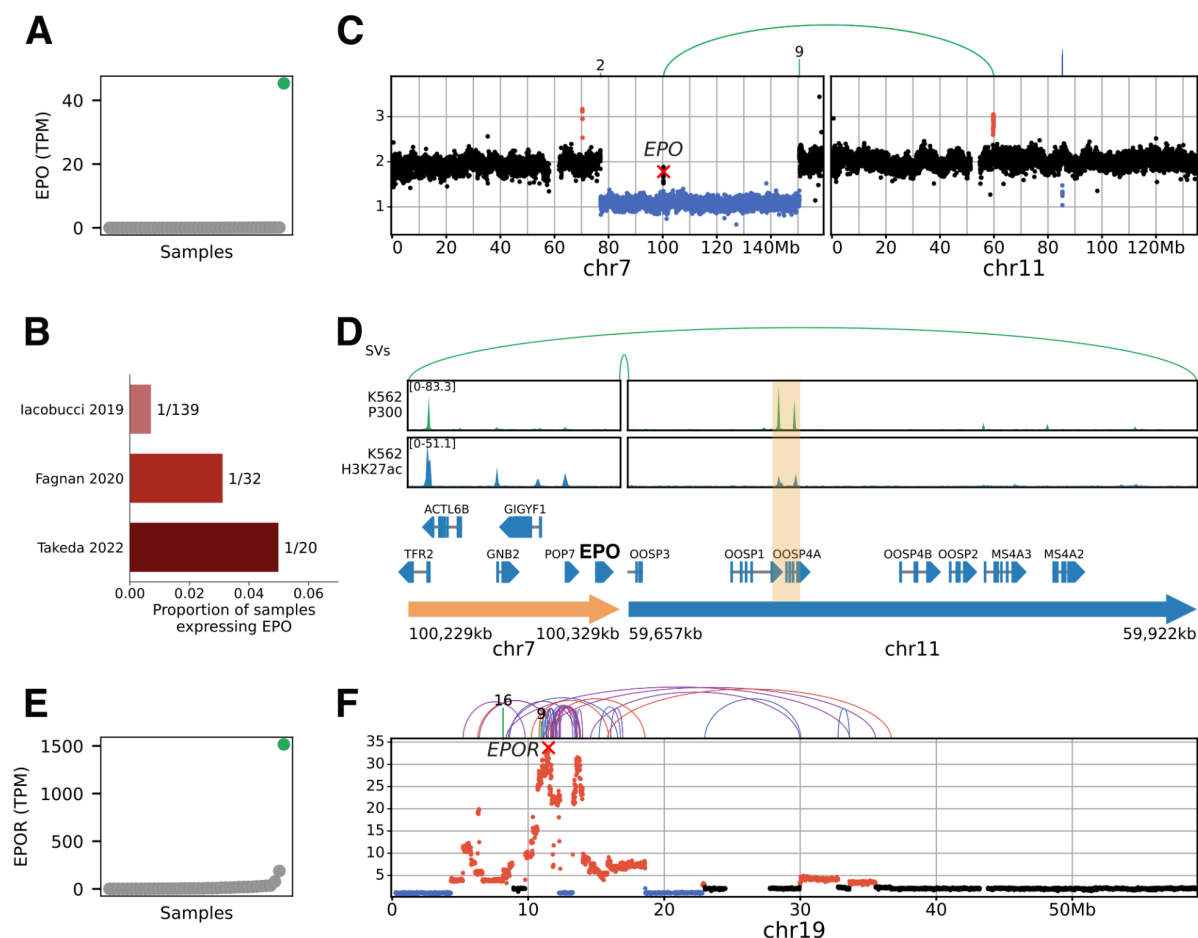 A
EPO (TPM)
40
20
0
Samples
C
2
9
EPO
3
2
1
0
20
40
60
80
100
120
140Mb
chr7
0
20
40
60
80
100
120Mb
chr11
B
Iacobucci 2019
1/139
Fagnan 2020
1/32
Takeda 2022
1/20
0.00
0.02
0.04
0.06
Proportion of samples
expressing EPO
D
SVs
K562
P300
[0-83.3]
K562
H3K27ac
[0-51.1]
ACTL6B
GIGYF1
TFR2
GNB2
POP7
EPO
OOSP3
OOSP1
OOSP4A
OOSP4B
OOSP2
MS4A3
MS4A2
100,229kb
100,329kb
59,657kb
59,922kb
chr7
chr11
E
EPOR (TPM)
1500
1000
500
0
Samples
F
16
9
EPOR
35
30
25
20
15
10
5
0
10
20
30
40
50Mb
chr19